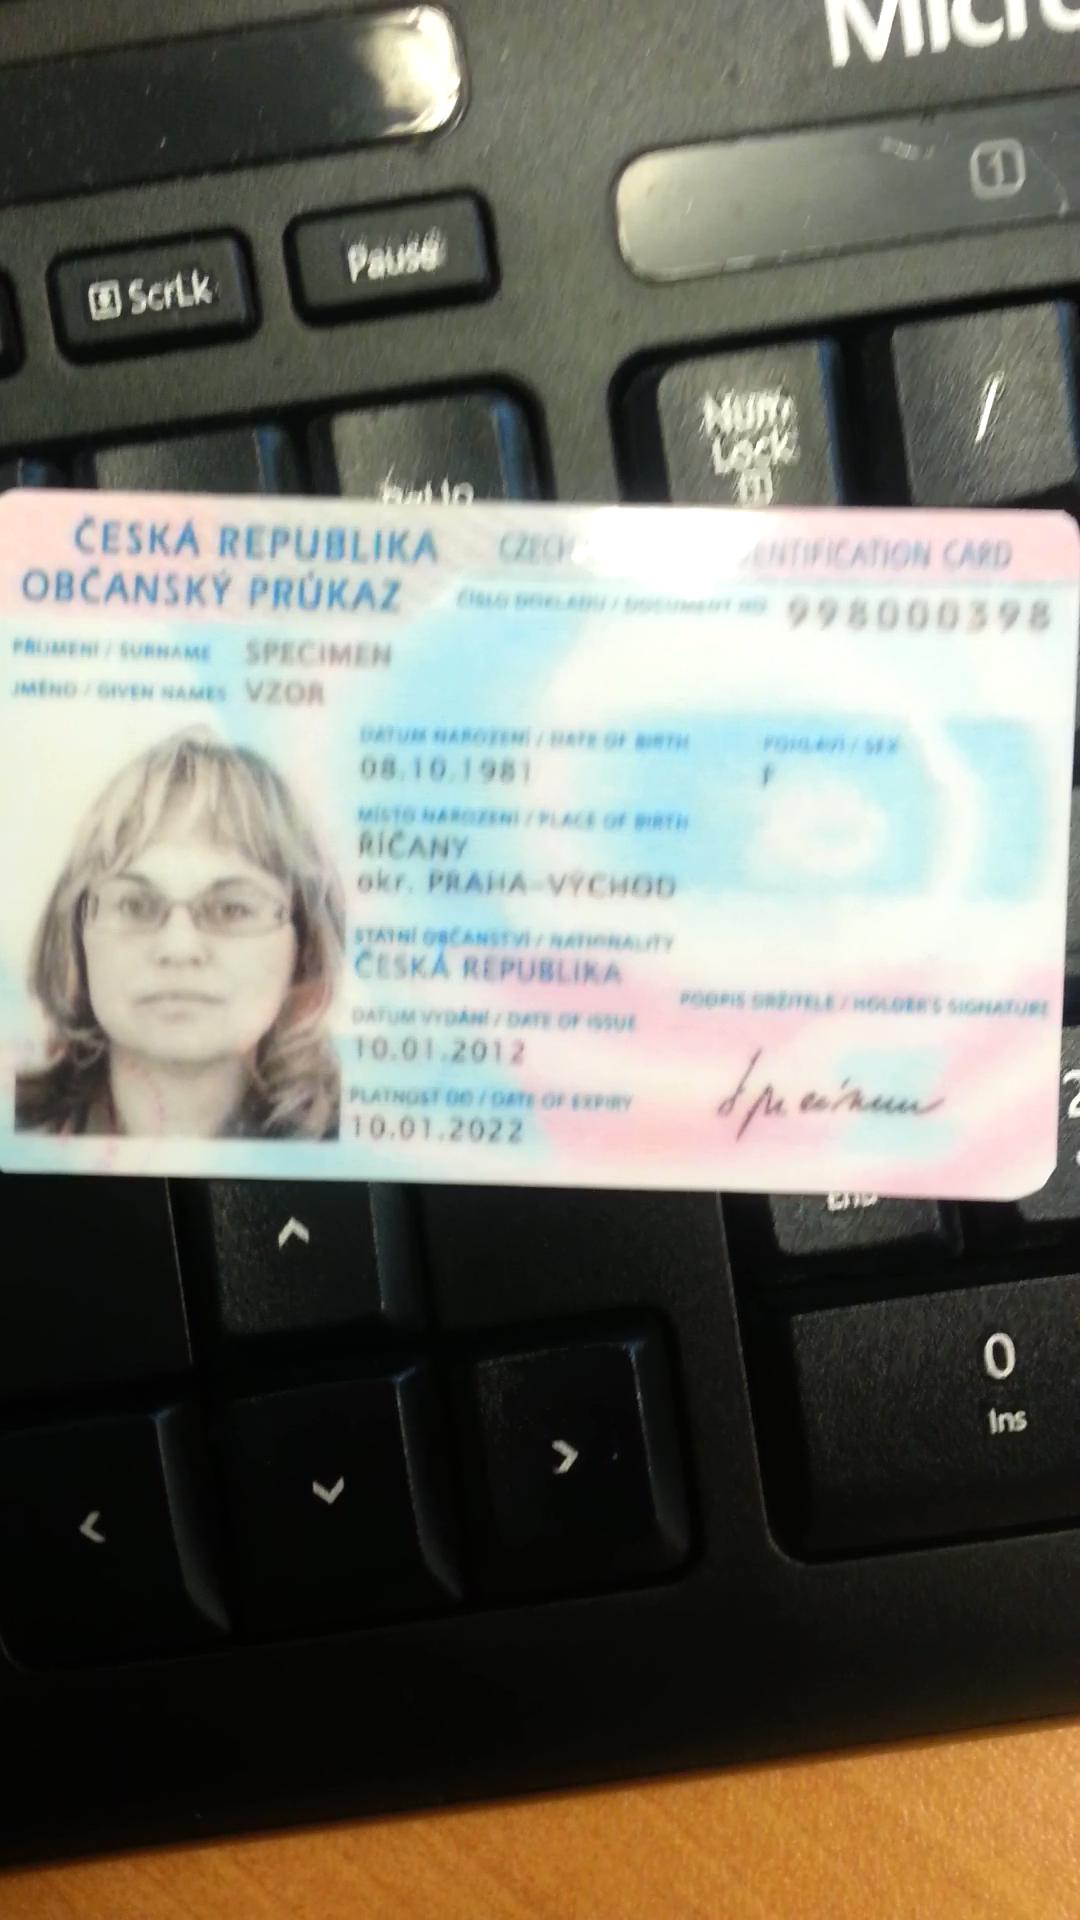 Micro
1
ScrLk
Pause
Num
Lock
1
/
ČESKÁ REPUBLIKA
CZECH IDENTIFICATION CARD
OBČANSKÝ PRŮKAZ
ČÍSLO DOKLADU / DOCUMENT NO. 998000398
PŘÍJMENÍ / SURNAME SPECIMEN
JMÉNO / GIVEN NAMES VZOR
DATUM NAROZENÍ / DATE OF BIRTH
POHLAVÍ / SEX
08.10.1981
F
MÍSTO NAROZENÍ / PLACE OF BIRTH
ŘÍČANY
okr. PRAHA-VÝCHOD
STÁTNÍ OBČANSTVÍ / NATIONALITY
ČESKÁ REPUBLIKA
PODPIS DRŽITELE / HOLDER'S SIGNATURE
DATUM VYDÁNÍ / DATE OF ISSUE
10.01.2012
Specimen
PLATNOST DO / DATE OF EXPIRY
10.01.2022
2
End
0
Ins